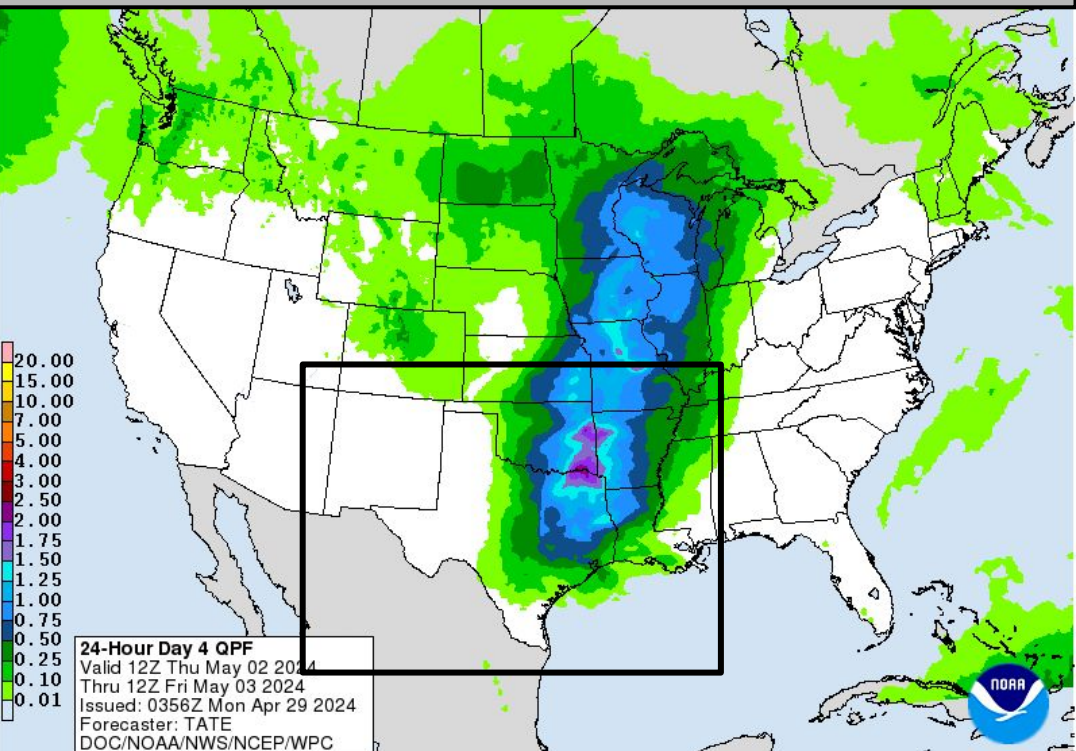 20.00
15.00
10.00
7.00
5.00
4.00
3.00
2.50
2.00
1.75
1.50
1.25
1.00
0.75
0.50
0.25
0.10
0.01
24-Hour Day 4 QPF
Valid 12Z Thu May 02 2024
Thru 12Z Fri May 03 2024
Issued: 0356Z Mon Apr 29 2024
Forecaster: TATE
DOC/NOAA/NWS/NCEP/WPC
NOAA